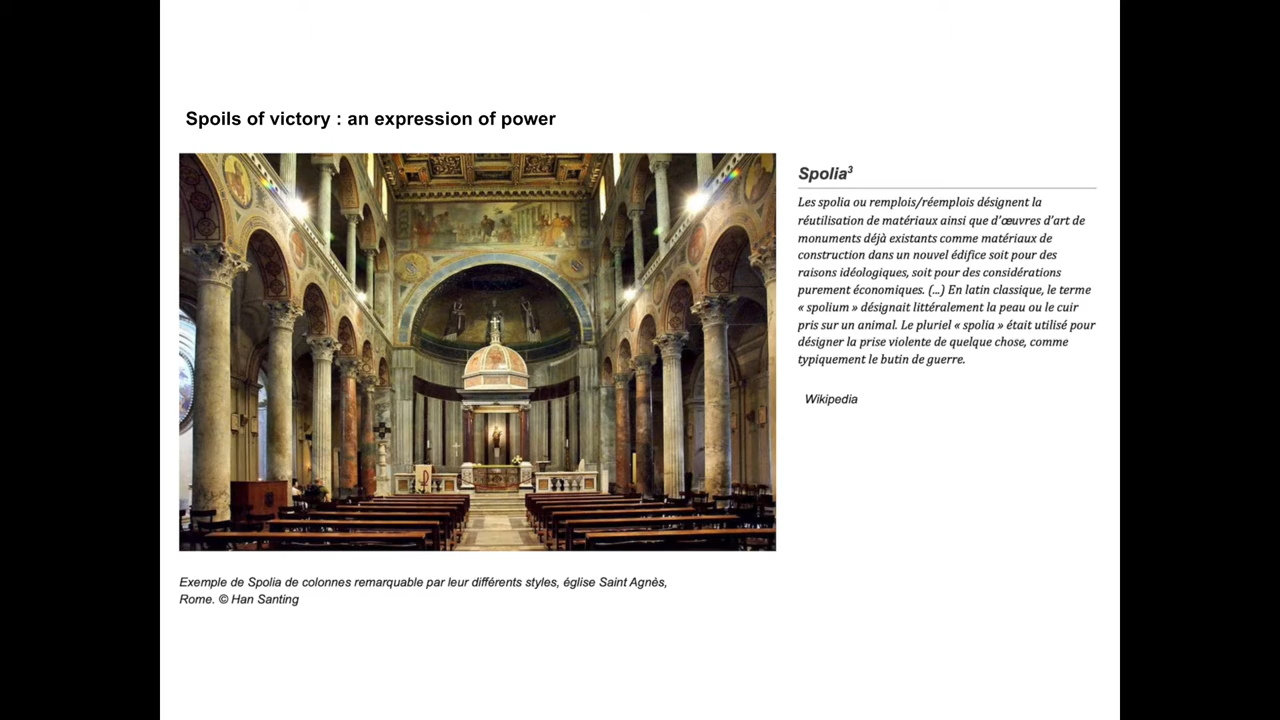 Spoils of victory : an expression of power
Spolia³
Les spolia ou remplois/réemplois désignent la
réutilisation de matériaux ainsi que d'œuvres d'art de
monuments déjà existants comme matériaux de
construction dans un nouvel édifice soit pour des
raisons idéologiques, soit pour des considérations
purement économiques. (...) En latin classique, le terme
« spolium » désignait littéralement la peau ou le cuir
pris sur un animal. Le pluriel « spolia » était utilisé pour
désigner la prise violente de quelque chose, comme
typiquement le butin de guerre.
Wikipedia
Exemple de Spolia de colonnes remarquable par leur différents styles, église Saint Agnès,
Rome. © Han Santing